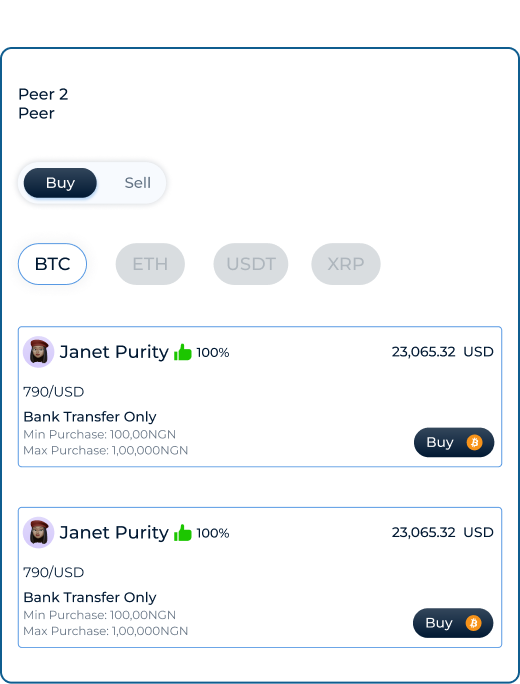 Peer 2
Peer
Buy Sell
BTC ETH USDT XRP
Janet Purity 100% 23,065.32 USD
790/USD
Bank Transfer Only
Min Purchase: 100,00NGN
Max Purchase: 1,00,000NGN
Buy
Janet Purity 100% 23,065.32 USD
790/USD
Bank Transfer Only
Min Purchase: 100,00NGN
Max Purchase: 1,00,000NGN
Buy